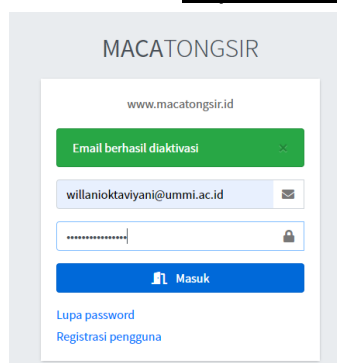 MACATONGSIR
www.macatongsir.id
Email berhasil diaktivasi ×
willanioktaviyani@ummi.ac.id
••••••••••••••••
Masuk
Lupa password
Registrasi pengguna